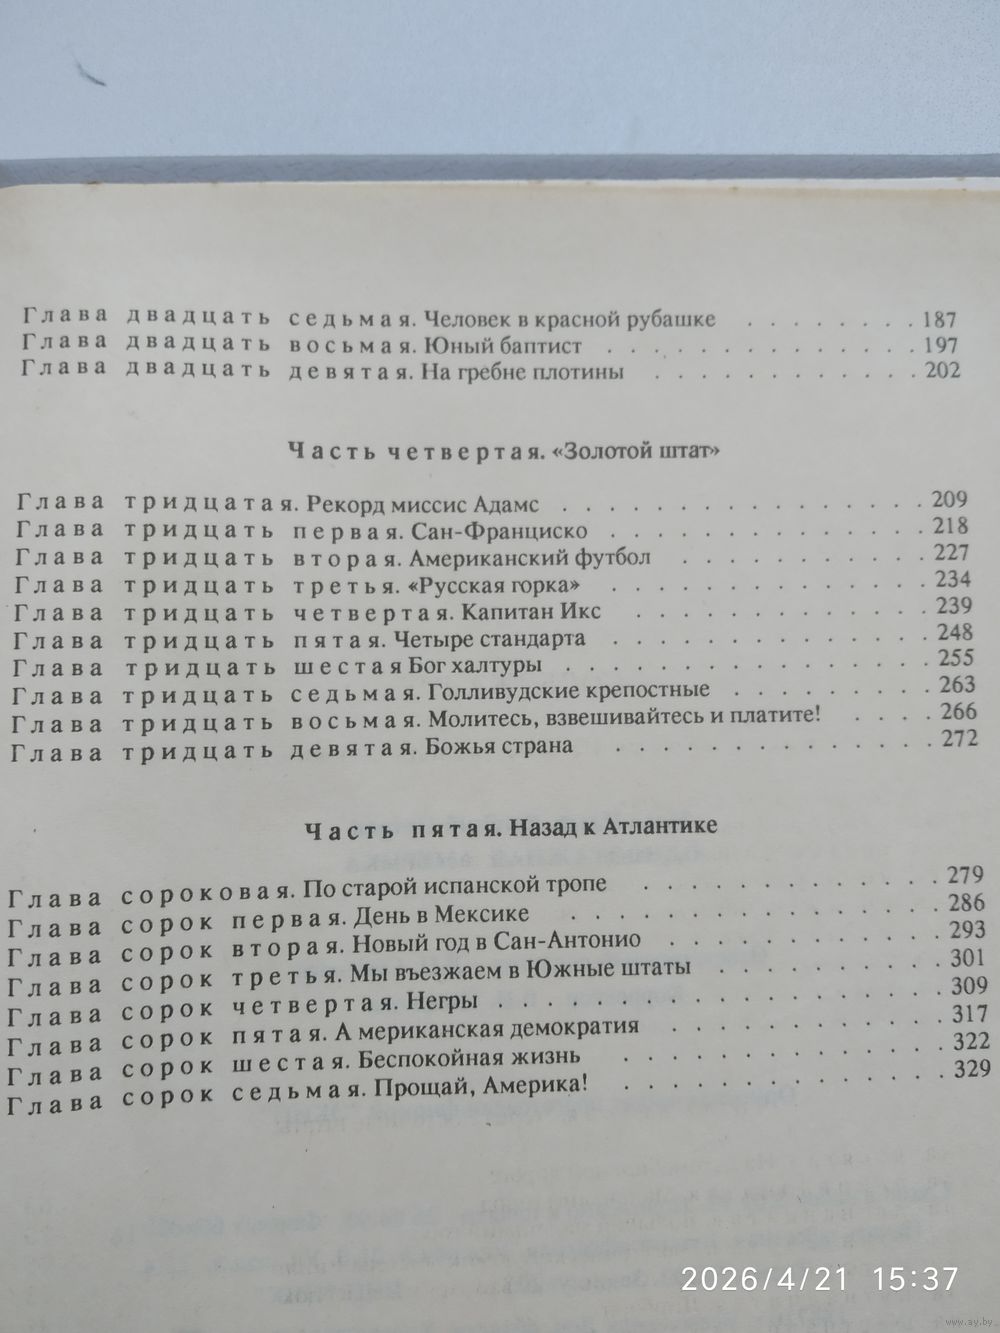 Глава двадцать седьмая. Человек в красной рубашке . . . . . . . 187
Глава двадцать восьмая. Юный баптист . . . . . . . . . . . . . 197
Глава двадцать девятая. На гребне плотины . . . . . . . . . . . 202
Часть четвертая. «Золотой штат»
Глава тридцатая. Рекорд миссис Адамс . . . . . . . . . . . . . . 209
Глава тридцать первая. Сан-Франциско . . . . . . . . . . . . . 218
Глава тридцать вторая. Американский футбол . . . . . . . . . . 227
Глава тридцать третья. «Русская горка» . . . . . . . . . . . . . 234
Глава тридцать четвертая. Капитан Икс . . . . . . . . . . . . 239
Глава тридцать пятая. Четыре стандарта . . . . . . . . . . . . . 248
Глава тридцать шестая Бог халтуры . . . . . . . . . . . . . . . 255
Глава тридцать седьмая. Голливудские крепостные . . . . . . . . 263
Глава тридцать восьмая. Молитесь, взвешивайтесь и платите! . . . . 266
Глава тридцать девятая. Божья страна . . . . . . . . . . . . . 272
Часть пятая. Назад к Атлантике
Глава сороковая. По старой испанской тропе . . . . . . . . . . . . 279
Глава сорок первая. День в Мексике . . . . . . . . . . . . . . . 286
Глава сорок вторая. Новый год в Сан-Антонио . . . . . . . . . . . 293
Глава сорок третья. Мы въезжаем в Южные штаты . . . . . . . . . 301
Глава сорок четвертая. Негры . . . . . . . . . . . . . . . . . . 309
Глава сорок пятая. А мериканская демократия . . . . . . . . . . . 317
Глава сорок шестая. Беспокойная жизнь . . . . . . . . . . . . . 322
Глава сорок седьмая. Прощай, Америка! . . . . . . . . . . . . . 329
2026/4/21 15:37
www.ay.by